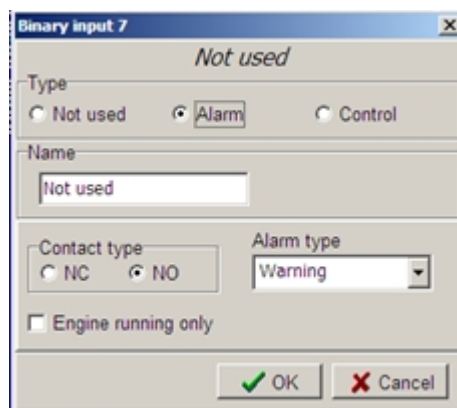 Binary input 7
Not used
Type
Not used Alarm Control
Name
Not used
Contact type Alarm type
NC NO Warning
Engine running only
OK Cancel